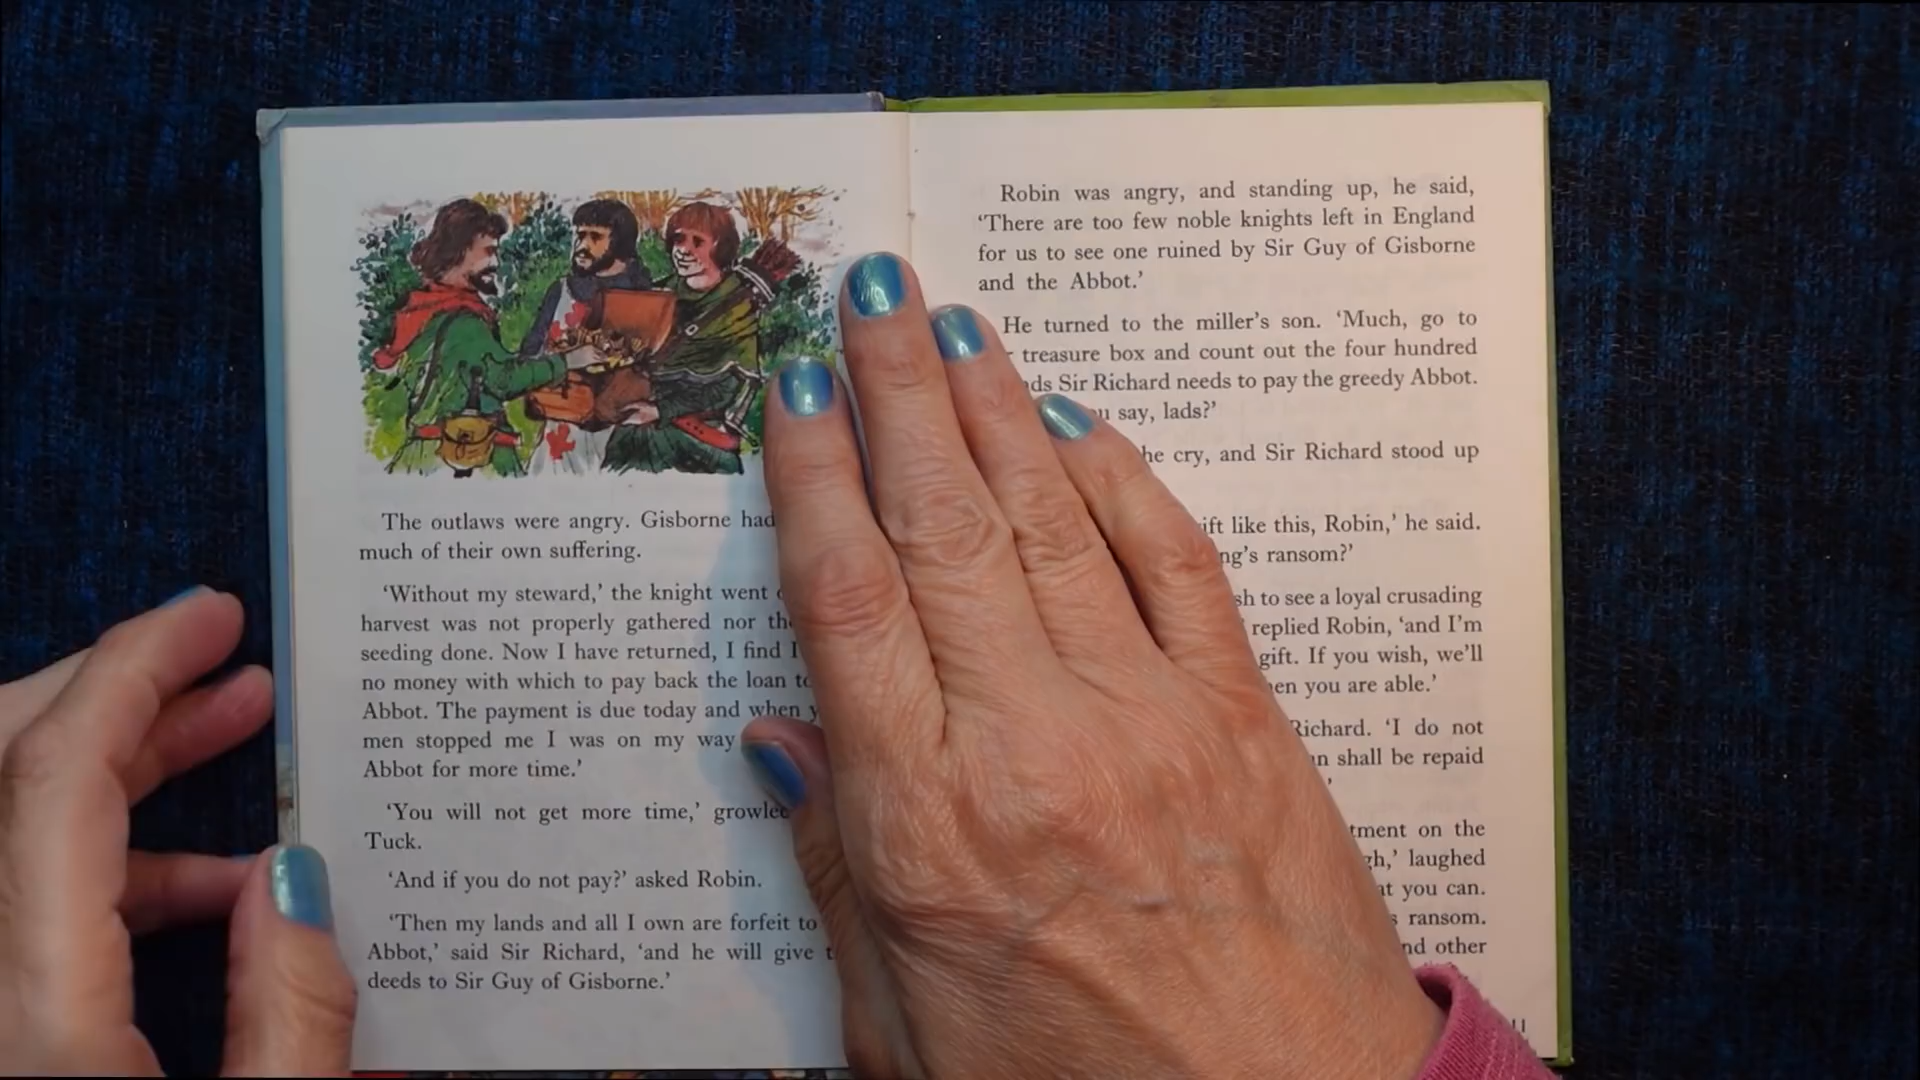 The outlaws were angry. Gisborne had
much of their own suffering.
'Without my steward,' the knight went
harvest was not properly gathered nor
seeding done. Now I have returned, I find I
no money with which to pay back the loan
Abbot. The payment is due today and when
men stopped me I was on my way
Abbot for more time.'
'You will not get more time,'
Tuck.
'And if you do not pay?' asked Robin.
'Then my lands and all I own are forfeit to
Abbot,' said Sir Richard, 'and he will give
deeds to Sir Guy of Gisborne.'
Robin was angry, and standing up, he said,
'There are too few noble knights left in England
for us to see one ruined by Sir Guy of Gisborne
and the Abbot.'
He turned to the miller's son. 'Much, go to
treasure box and count out the four hundred
Sir Richard needs to pay the greedy Abbot.
say, lads?'
cry, and Sir Richard stood up
like this, Robin,' he said.
ransom?'
to see a loyal crusading
replied Robin, 'and I'm
gift. If you wish, we'll
you are able.'
Richard. 'I do not
shall be repaid
on the
laughed
you can.
ransom.
other
11